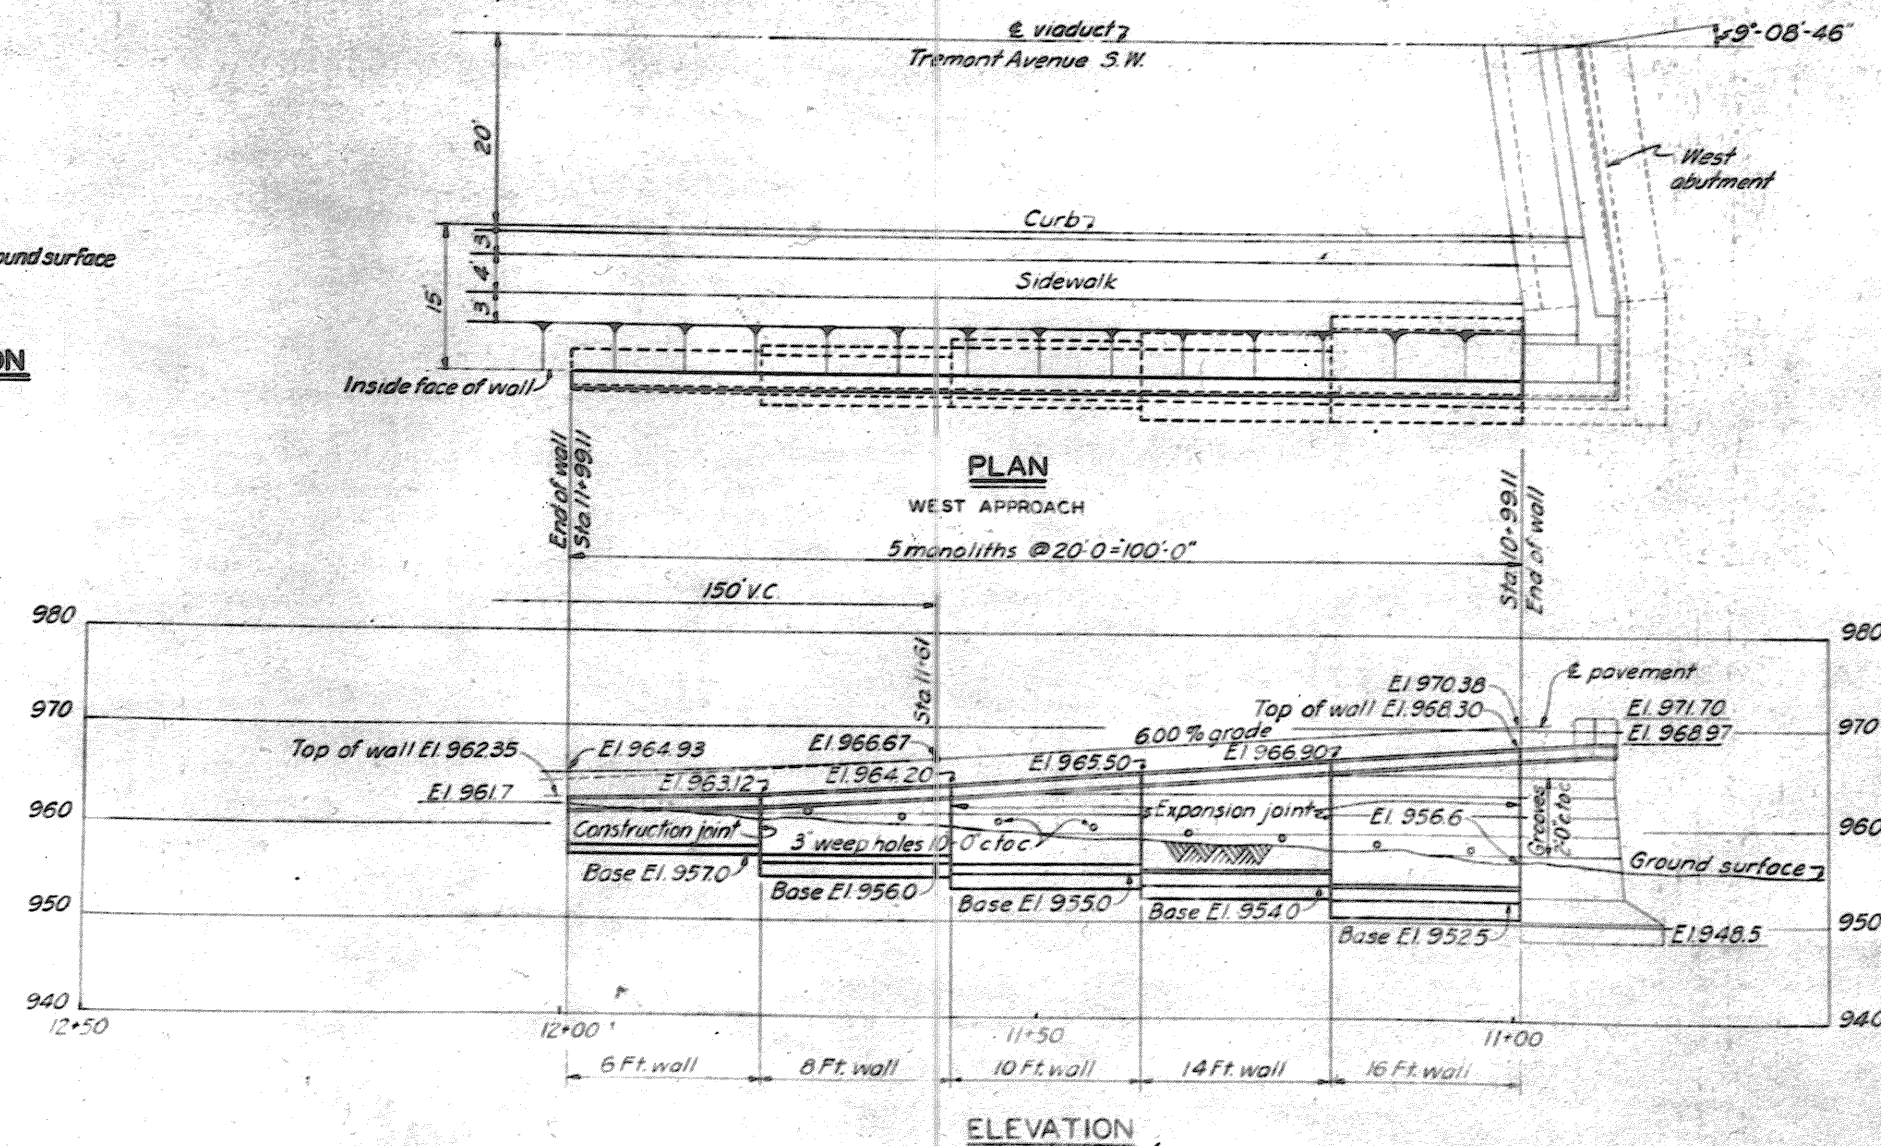 ℄ viaduct
Tremont Avenue S.W.
9°-08'-46"
West
abutment
20'
Curb
3
4
3
15'
Sidewalk
ound surface
ON
Inside face of wall
End of wall
Sta.11+99.11
PLAN
WEST APPROACH
5 monoliths @ 20'-0=100'-0"
Sta.10+99.11
End of wall
150' V.C.
Sta 11+61
980
980
970
970
960
960
950
950
940
940
℄ pavement
El 970.38
Top of wall El.968.30
El.971.70
El.968.97
6.00 % grade
Top of wall El.962.35
El.964.93
El.966.67
El.961.7
El.963.12
El.964.20
El.965.50
El.966.90
Construction joint
3" weep holes 10'-0" c to c.
Expansion joint
El. 956.6
Grooves
2'-0" c to c
Ground surface
Base El. 957.0
Base El. 956.0
Base El. 955.0
Base El. 954.0
Base El. 952.5
El.948.5
12+50
12+00
11+50
11+00
6 Ft. wall
8 Ft. wall
10 Ft. wall
14 Ft. wall
16 Ft. wall
ELEVATION